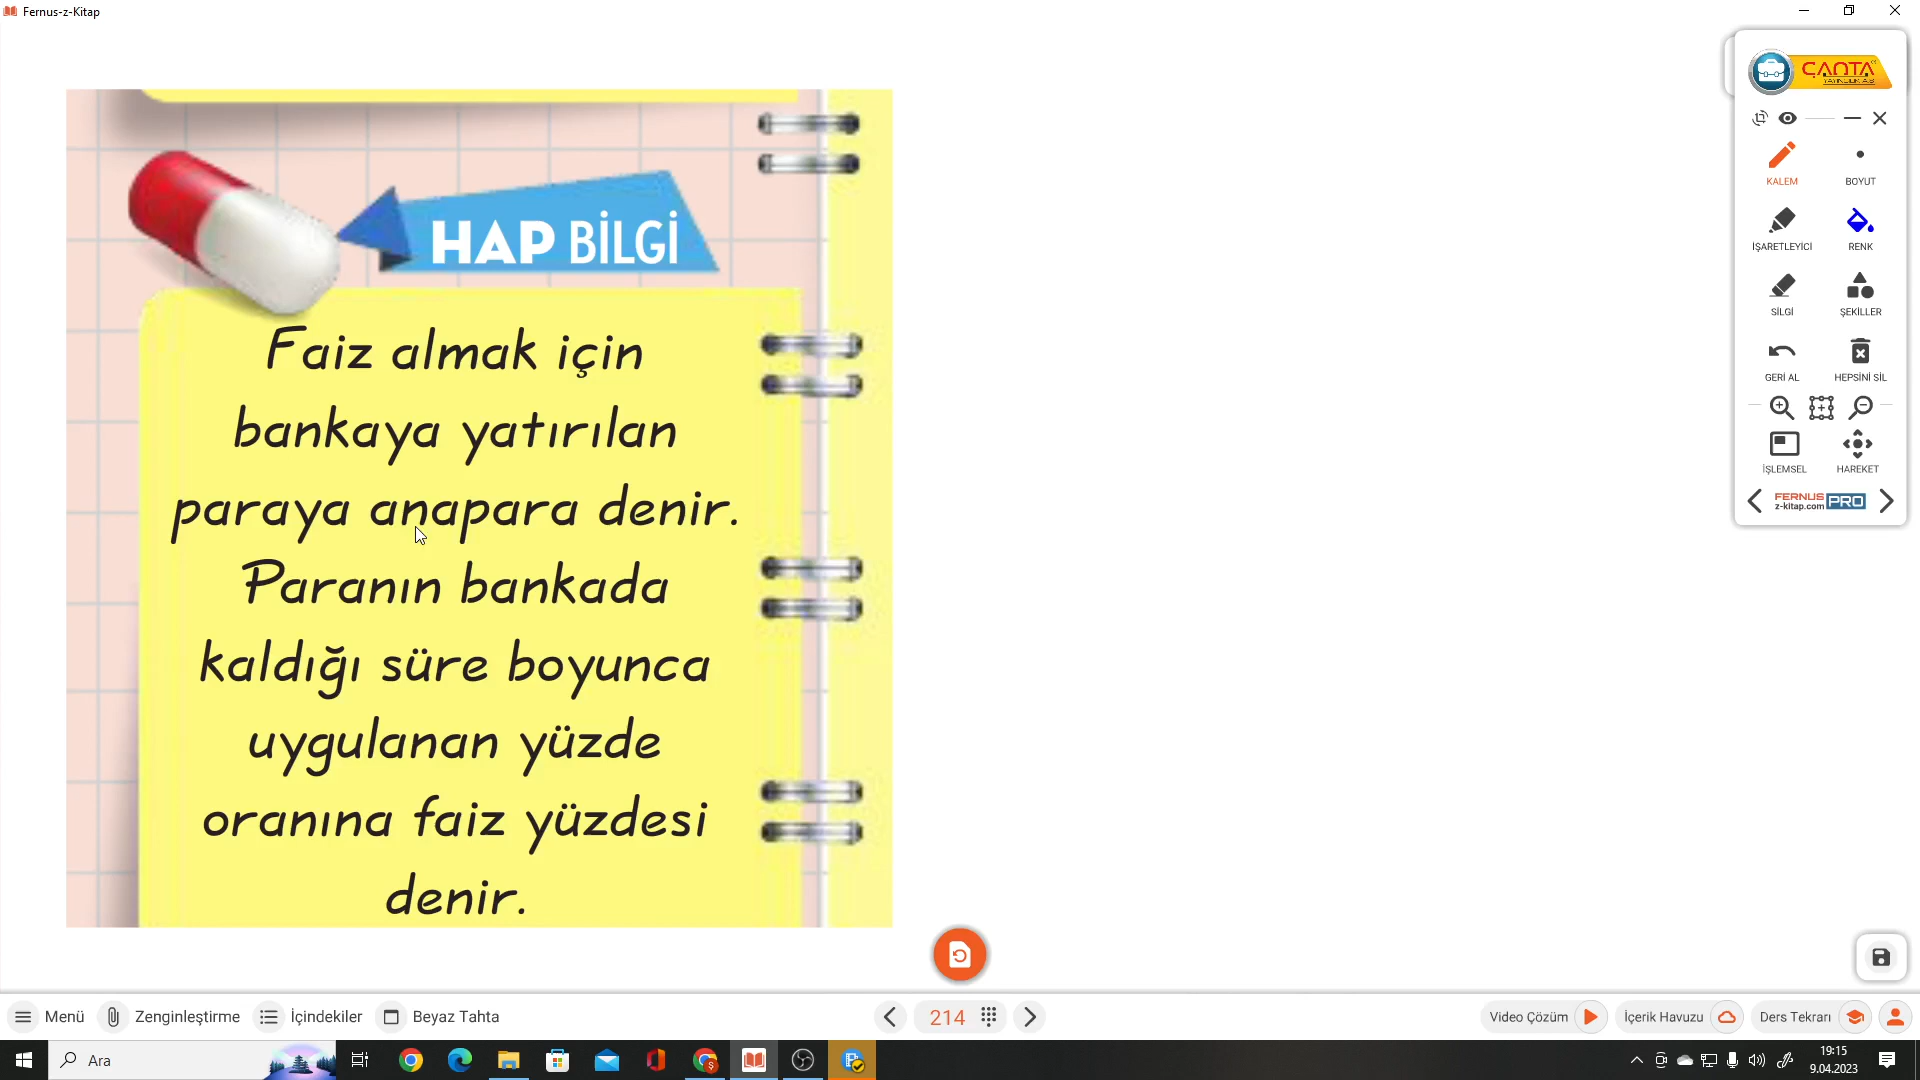 Fernus-z-Kitap
ÇANTA
YAYINCILIK A.Ş.
HAP BİLGİ
Faiz almak için
bankaya yatırılan
paraya anapara denir.
Paranın bankada
kaldığı süre boyunca
uygulanan yüzde
oranına faiz yüzdesi
denir.
KALEM
BOYUT
İŞARETLEYİCİ
RENK
SİLGİ
ŞEKİLLER
GERİ AL
HEPSİNİ SİL
İŞLEMSEL
HAREKET
FERNUS
z-kitap.com PRO
Menü
Zenginleştirme
İçindekiler
Beyaz Tahta
214
Video Çözüm
İçerik Havuzu
Ders Tekrarı
Ara
19:15
9.04.2023